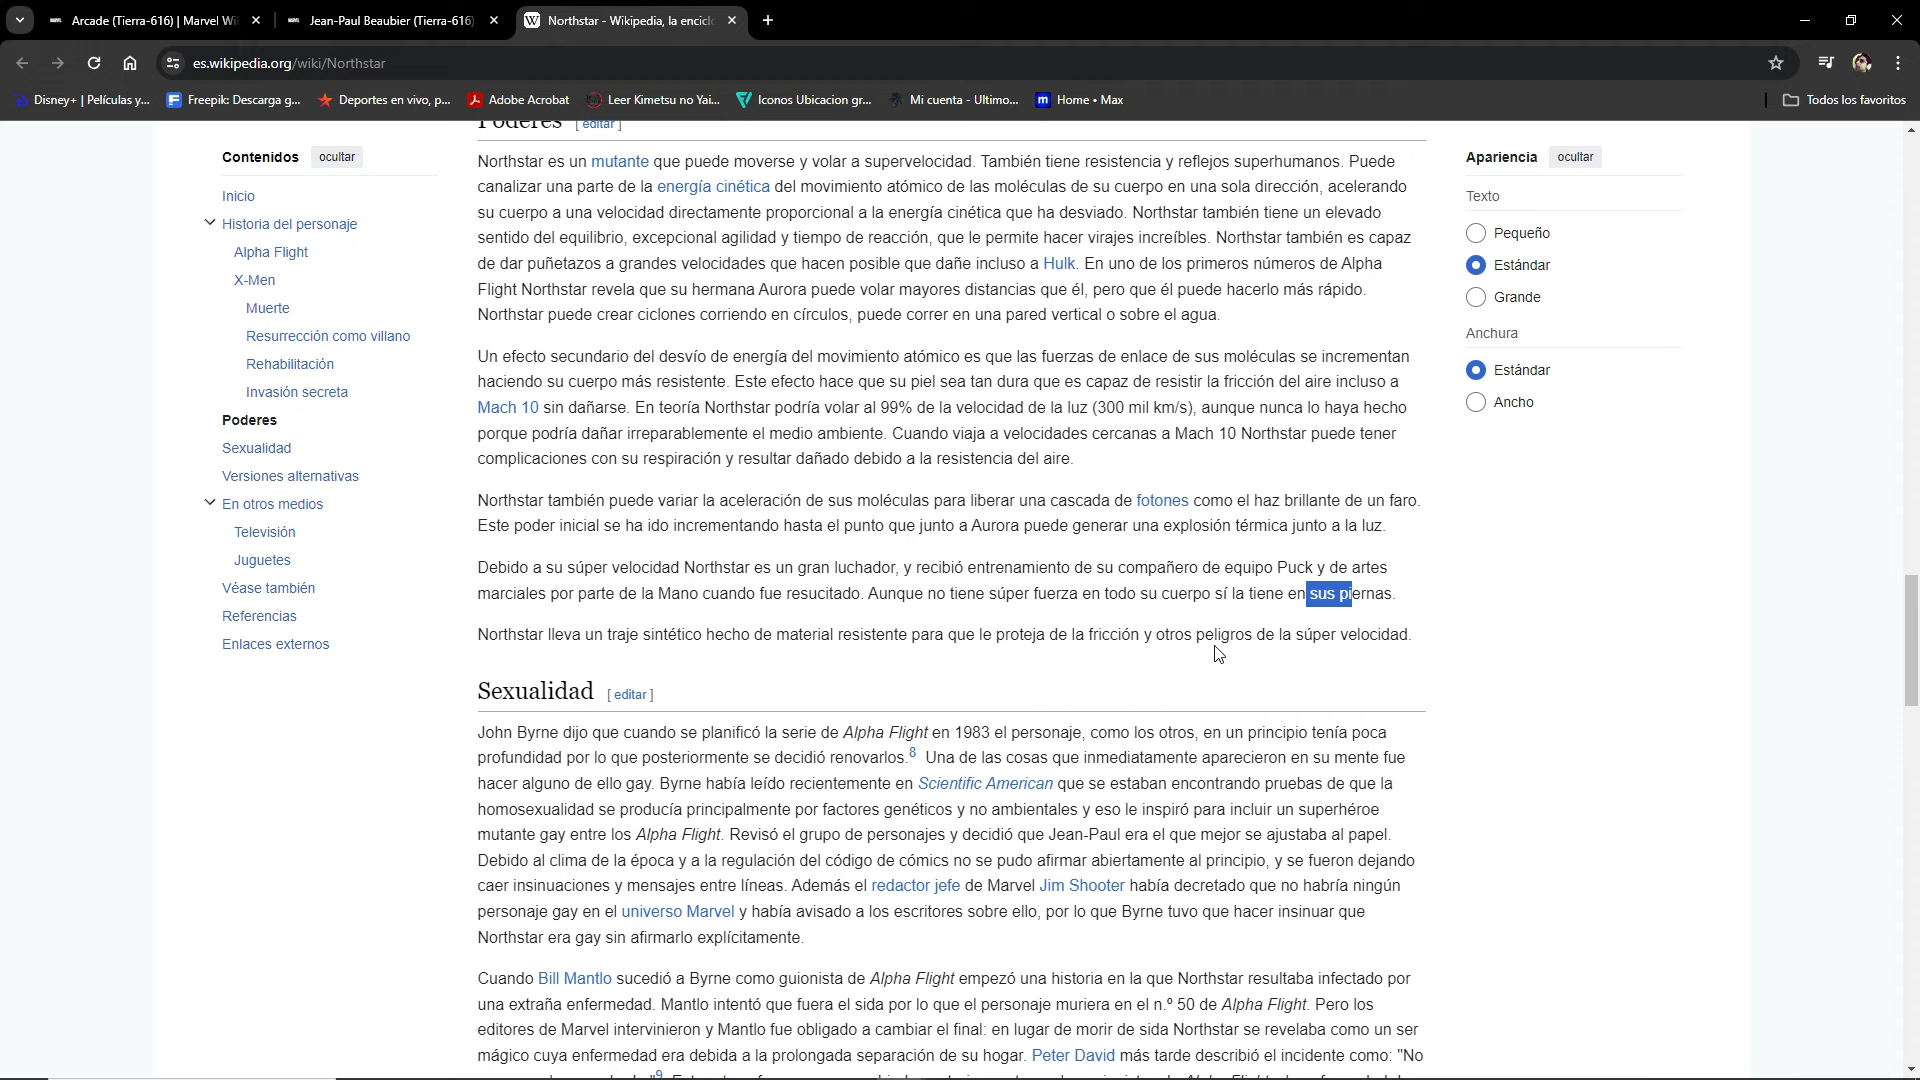 Arcade (Tierra-616) | Marvel Wi
Jean-Paul Beaubier (Tierra-616)
Northstar - Wikipedia, la encicl
es.wikipedia.org/wiki/Northstar
Disney+ | Películas y...
Freepik: Descarga g...
Deportes en vivo, p...
Adobe Acrobat
Leer Kimetsu no Yai...
Iconos Ubicacion gr...
Mi cuenta - Ultimo...
Home • Max
Todos los favoritos
Contenidos ocultar
Inicio
Historia del personaje
Alpha Flight
X-Men
Muerte
Resurrección como villano
Rehabilitación
Invasión secreta
Poderes
Sexualidad
Versiones alternativas
En otros medios
Televisión
Juguetes
Véase también
Referencias
Enlaces externos
Poderes [ editar ]
Northstar es un mutante que puede moverse y volar a supervelocidad. También tiene resistencia y reflejos superhumanos. Puede
canalizar una parte de la energía cinética del movimiento atómico de las moléculas de su cuerpo en una sola dirección, acelerando
su cuerpo a una velocidad directamente proporcional a la energía cinética que ha desviado. Northstar también tiene un elevado
sentido del equilibrio, excepcional agilidad y tiempo de reacción, que le permite hacer virajes increíbles. Northstar también es capaz
de dar puñetazos a grandes velocidades que hacen posible que dañe incluso a Hulk. En uno de los primeros números de Alpha
Flight Northstar revela que su hermana Aurora puede volar mayores distancias que él, pero que él puede hacerlo más rápido.
Northstar puede crear ciclones corriendo en círculos, puede correr en una pared vertical o sobre el agua.
Un efecto secundario del desvío de energía del movimiento atómico es que las fuerzas de enlace de sus moléculas se incrementan
haciendo su cuerpo más resistente. Este efecto hace que su piel sea tan dura que es capaz de resistir la fricción del aire incluso a
Mach 10 sin dañarse. En teoría Northstar podría volar al 99% de la velocidad de la luz (300 mil km/s), aunque nunca lo haya hecho
porque podría dañar irreparablemente el medio ambiente. Cuando viaja a velocidades cercanas a Mach 10 Northstar puede tener
complicaciones con su respiración y resultar dañado debido a la resistencia del aire.
Northstar también puede variar la aceleración de sus moléculas para liberar una cascada de fotones como el haz brillante de un faro.
Este poder inicial se ha ido incrementando hasta el punto que junto a Aurora puede generar una explosión térmica junto a la luz.
Debido a su súper velocidad Northstar es un gran luchador, y recibió entrenamiento de su compañero de equipo Puck y de artes
marciales por parte de la Mano cuando fue resucitado. Aunque no tiene súper fuerza en todo su cuerpo sí la tiene en sus piernas.
Northstar lleva un traje sintético hecho de material resistente para que le proteja de la fricción y otros peligros de la súper velocidad.
Sexualidad [ editar ]
John Byrne dijo que cuando se planificó la serie de Alpha Flight en 1983 el personaje, como los otros, en un principio tenía poca
profundidad por lo que posteriormente se decidió renovarlos.8 Una de las cosas que inmediatamente aparecieron en su mente fue
hacer alguno de ello gay. Byrne había leído recientemente en Scientific American que se estaban encontrando pruebas de que la
homosexualidad se producía principalmente por factores genéticos y no ambientales y eso le inspiró para incluir un superhéroe
mutante gay entre los Alpha Flight. Revisó el grupo de personajes y decidió que Jean-Paul era el que mejor se ajustaba al papel.
Debido al clima de la época y a la regulación del código de cómics no se pudo afirmar abiertamente al principio, y se fueron dejando
caer insinuaciones y mensajes entre líneas. Además el redactor jefe de Marvel Jim Shooter había decretado que no habría ningún
personaje gay en el universo Marvel y había avisado a los escritores sobre ello, por lo que Byrne tuvo que hacer insinuar que
Northstar era gay sin afirmarlo explícitamente.
Cuando Bill Mantlo sucedió a Byrne como guionista de Alpha Flight empezó una historia en la que Northstar resultaba infectado por
una extraña enfermedad. Mantlo intentó que fuera el sida por lo que el personaje muriera en el n.º 50 de Alpha Flight. Pero los
editores de Marvel intervinieron y Mantlo fue obligado a cambiar el final: en lugar de morir de sida Northstar se revelaba como un ser
mágico cuya enfermedad era debida a la prolongada separación de su hogar. Peter David más tarde describió el incidente como: "No
Apariencia ocultar
Texto
Pequeño
Estándar
Grande
Anchura
Estándar
Ancho